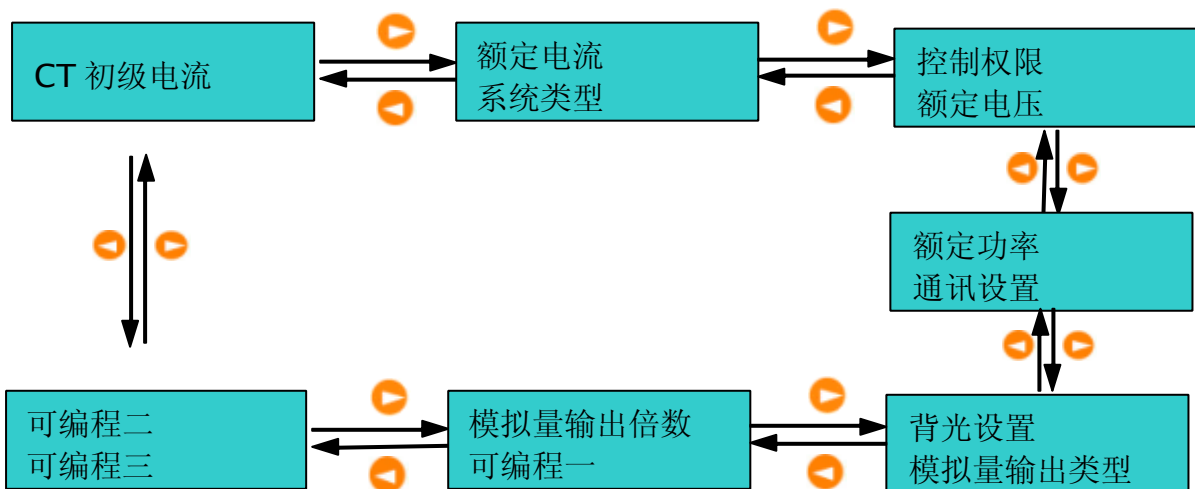 CT 初级电流
额定电流
系统类型
控制权限
额定电压
额定功率
通讯设置
可编程二
可编程三
模拟量输出倍数
可编程一
背光设置
模拟量输出类型